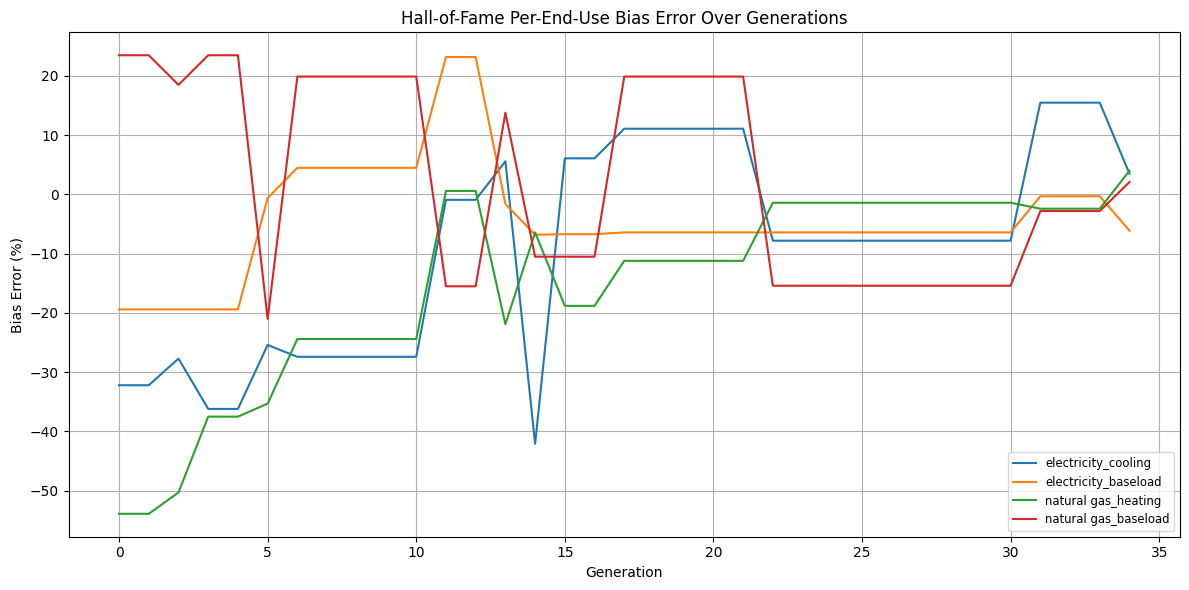 Hall-of-Fame Per-End-Use Bias Error Over Generations
Bias Error (%)
20
10
0
−10
−20
−30
−40
−50
electricity_cooling
electricity_baseload
natural gas_heating
natural gas_baseload
0 5 10 15 20 25 30 35
Generation